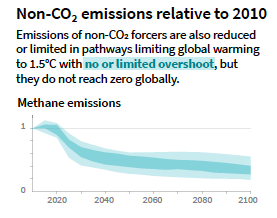 Non-CO₂ emissions relative to 2010
Emissions of non-CO₂ forcers are also reduced
or limited in pathways limiting global warming
to 1.5°C with no or limited overshoot, but
they do not reach zero globally.
Methane emissions
1
0
2020 2040 2060 2080 2100